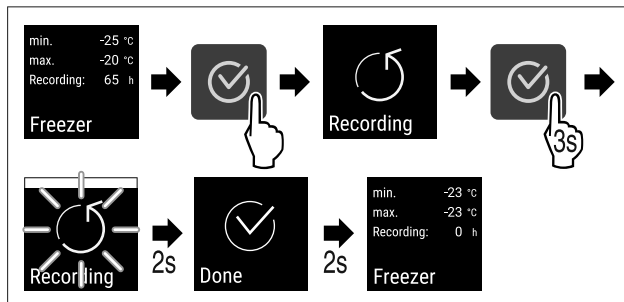 min. -25 °C
max. -20 °C
Recording: 65 h
Freezer
Recording
3s
Recording
2s
Done
2s
min. -23 °C
max. -23 °C
Recording: 0 h
Freezer